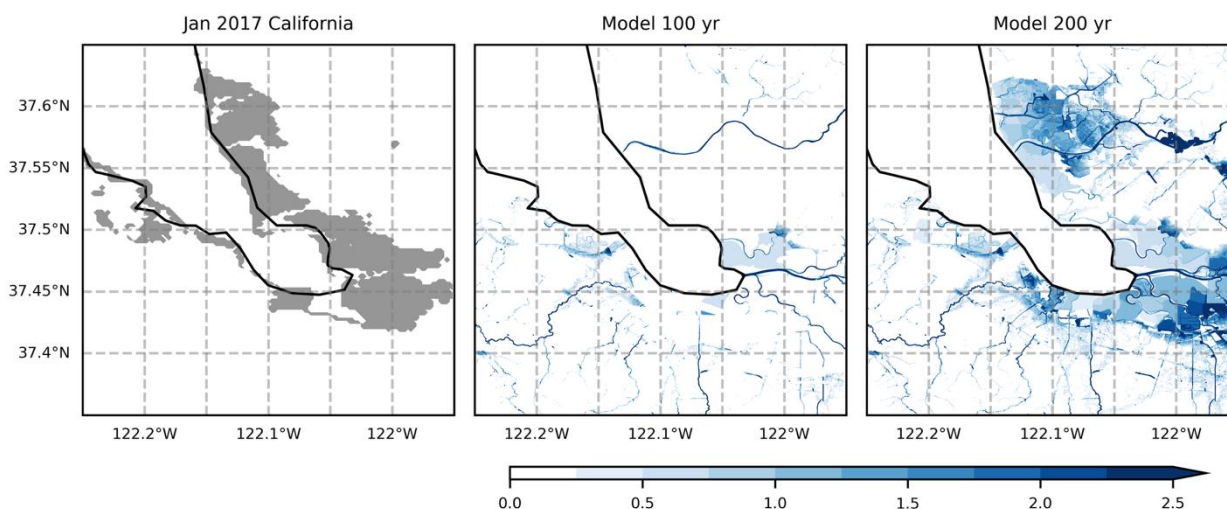 Jan 2017 California
Model 100 yr
Model 200 yr
37.6°N
37.55°N
37.5°N
37.45°N
37.4°N
122.2°W
122.1°W
122°W
122.2°W
122.1°W
122°W
122.2°W
122.1°W
122°W
0.0
0.5
1.0
1.5
2.0
2.5